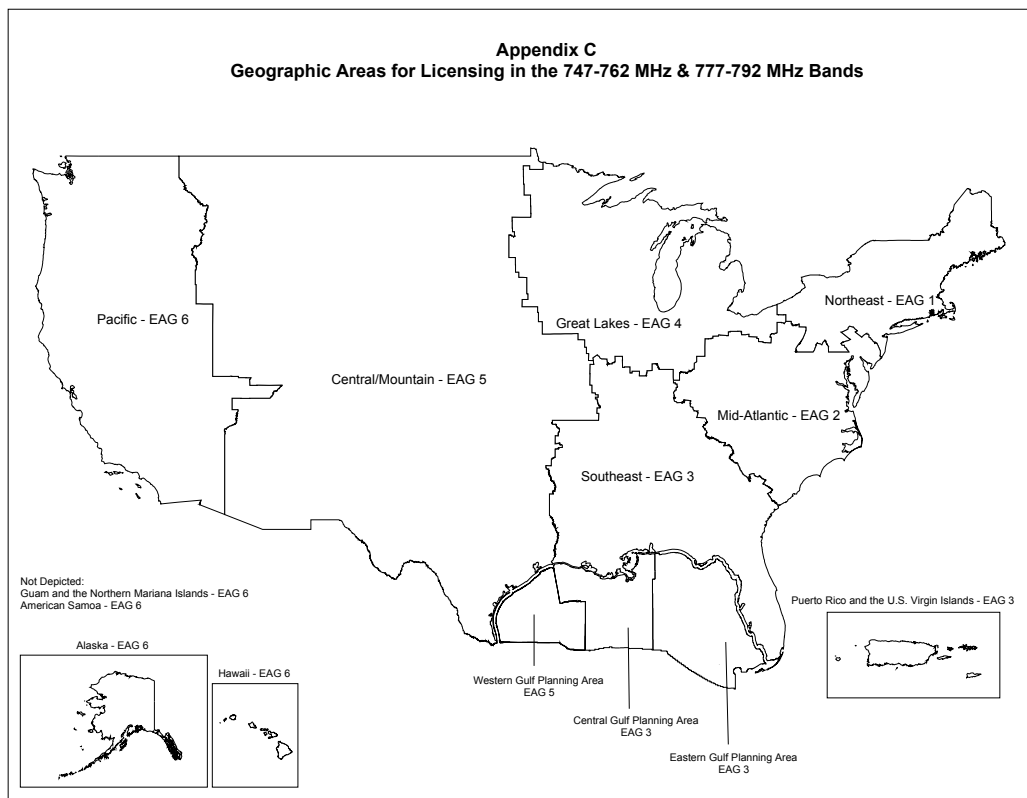 Appendix C
Geographic Areas for Licensing in the 747-762 MHz & 777-792 MHz Bands
Northeast - EAG 1
Pacific - EAG 6
Great Lakes - EAG 4
Central/Mountain - EAG 5
Mid-Atlantic - EAG 2
Southeast - EAG 3
Not Depicted:
Guam and the Northern Mariana Islands - EAG 6
American Samoa - EAG 6
Puerto Rico and the U.S. Virgin Islands - EAG 3
Alaska - EAG 6
Hawaii - EAG 6
Western Gulf Planning Area
EAG 5
Central Gulf Planning Area
EAG 3
Eastern Gulf Planning Area
EAG 3